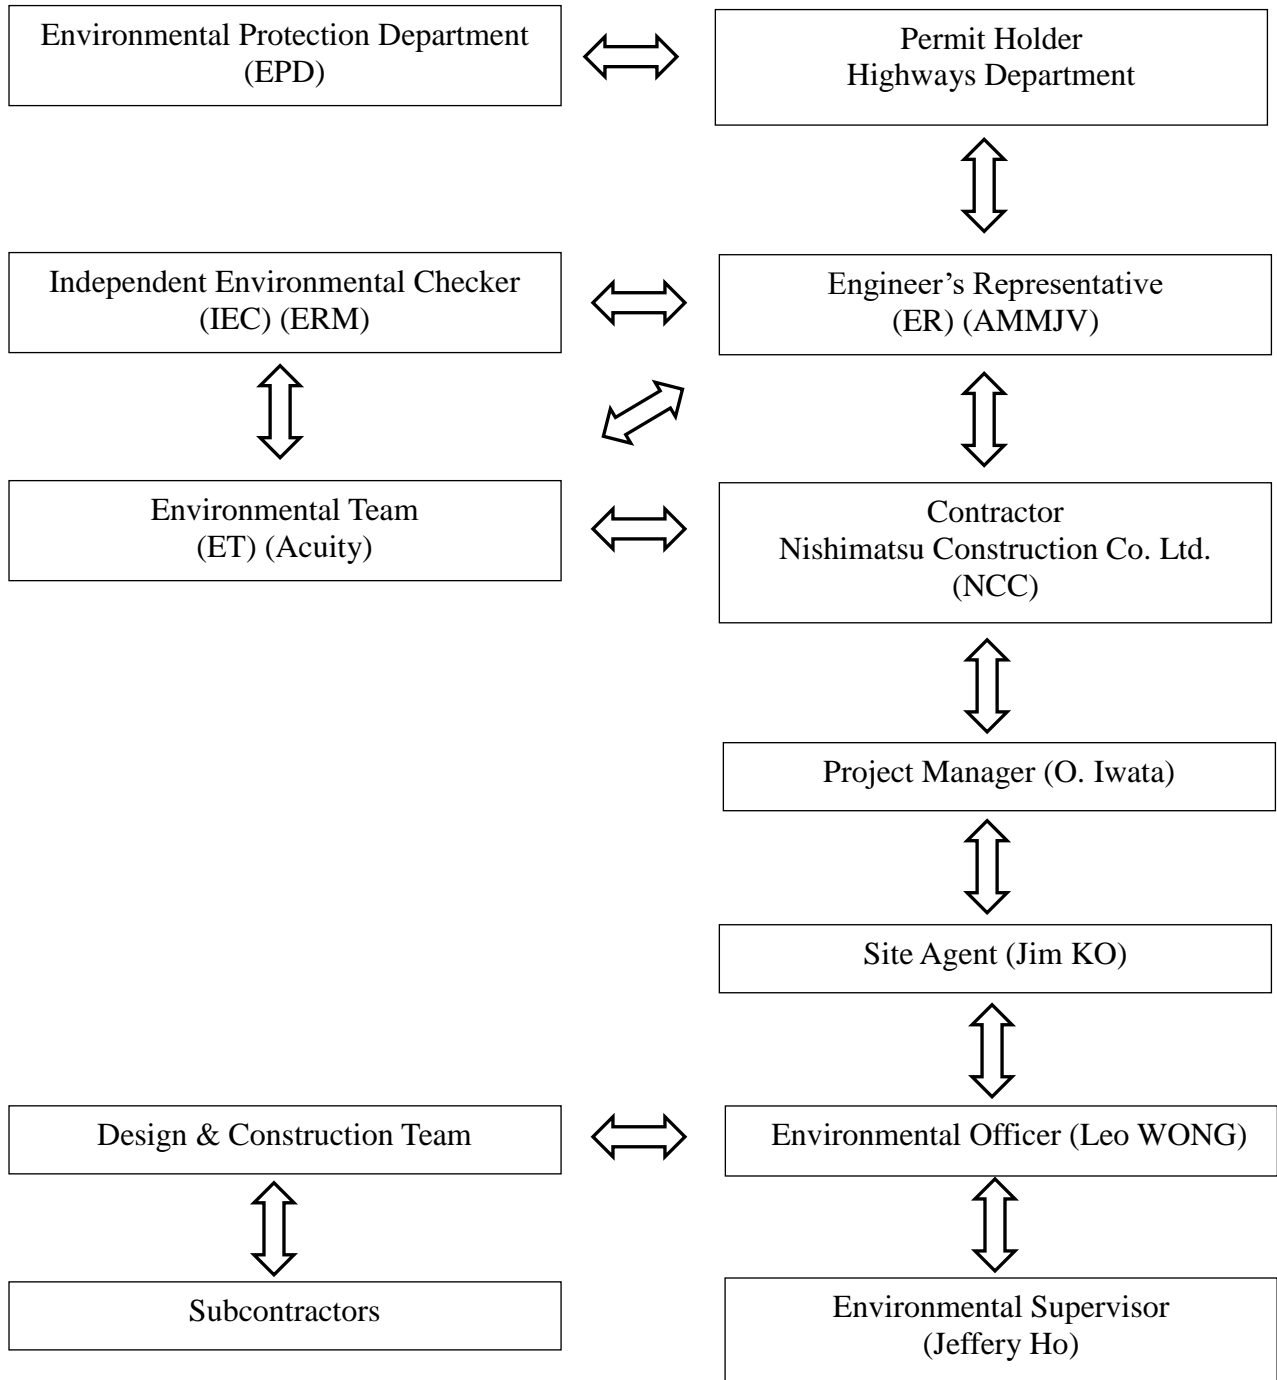 Environmental Protection Department
(EPD)
Permit Holder
Highways Department
Independent Environmental Checker
(IEC) (ERM)
Engineer’s Representative
(ER) (AMMJV)
Environmental Team
(ET) (Acuity)
Contractor
Nishimatsu Construction Co. Ltd.
(NCC)
Project Manager (O. Iwata)
Site Agent (Jim KO)
Design & Construction Team
Environmental Officer (Leo WONG)
Subcontractors
Environmental Supervisor
(Jeffery Ho)